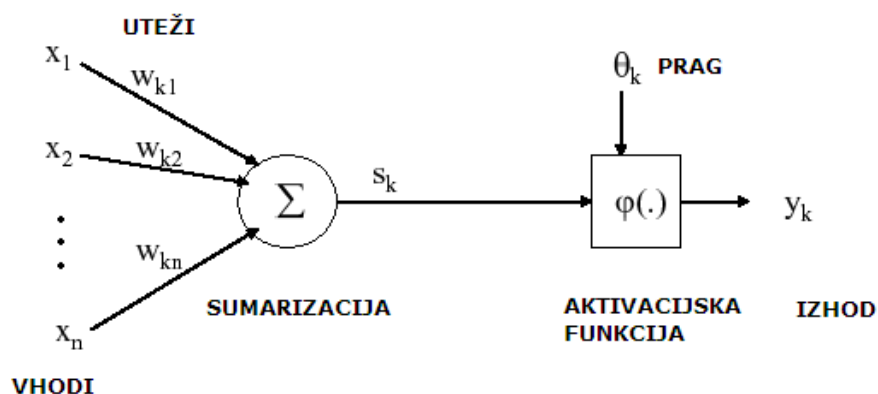 UTEŽI
x1
wk1
θk PRAG
x2
wk2
Σ
sk
φ(.)
yk
wkn
xn
SUMARIZACIJA
AKTIVACIJSKA
FUNKCIJA
IZHOD
VHODI